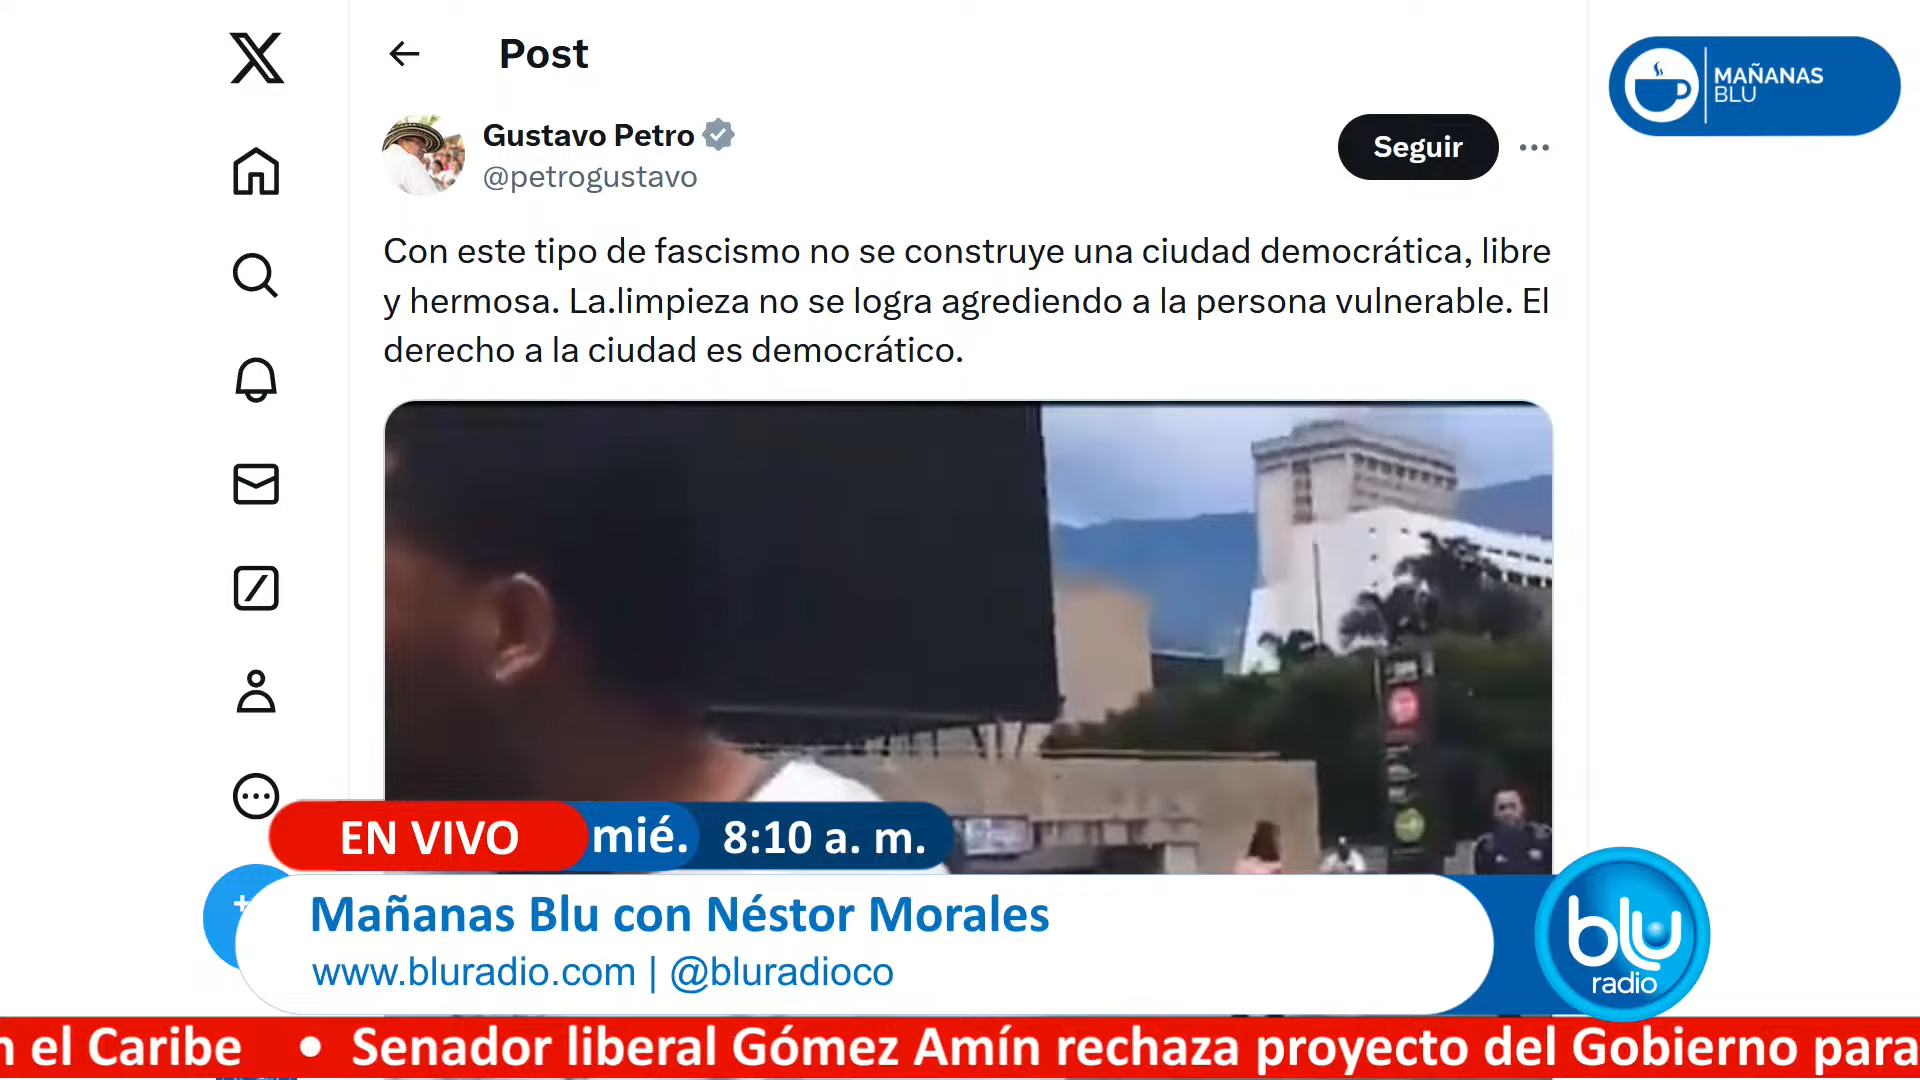 Post
MAÑANAS
BLU
Gustavo Petro
@petrogustavo
Seguir
Con este tipo de fascismo no se construye una ciudad democrática, libre
y hermosa. La.limpieza no se logra agrediendo a la persona vulnerable. El
derecho a la ciudad es democrático.
EN VIVO
mié.
8:10 a. m.
Mañanas Blu con Néstor Morales
www.bluradio.com | @bluradioco
blu
radio
n el Caribe • Senador liberal Gómez Amín rechaza proyecto del Gobierno para